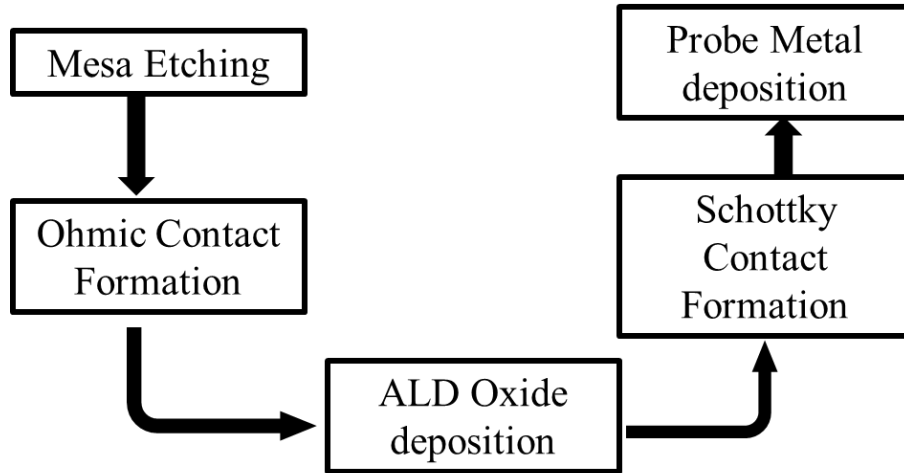 Mesa Etching
Ohmic Contact
Formation
ALD Oxide
deposition
Schottky
Contact
Formation
Probe Metal
deposition